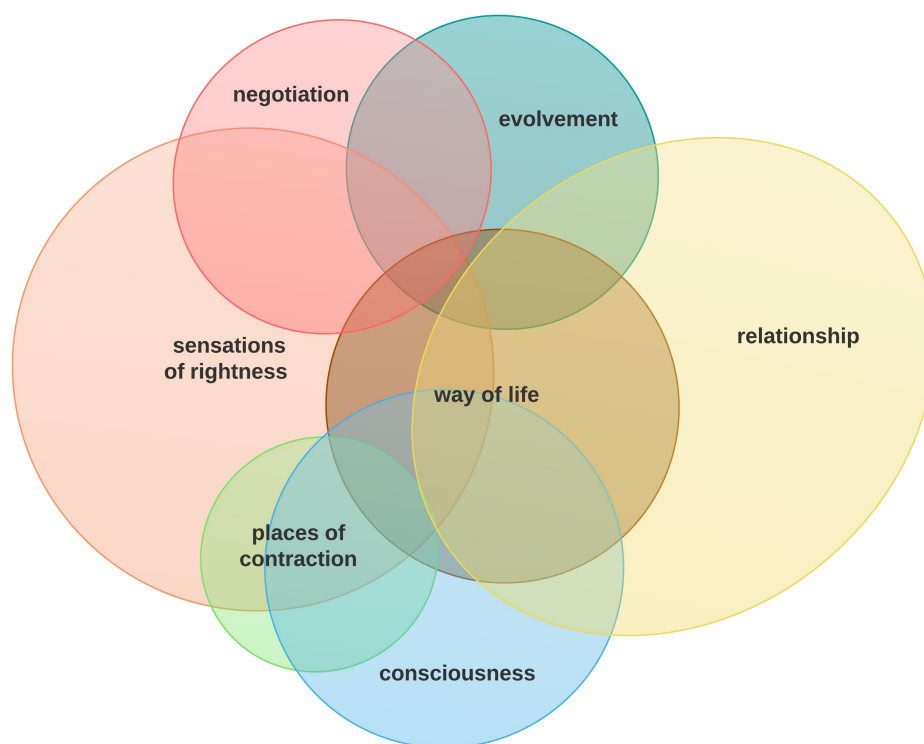 negotiation
evolvement
relationship
sensations
of rightness
way of life
places of
contraction
consciousness